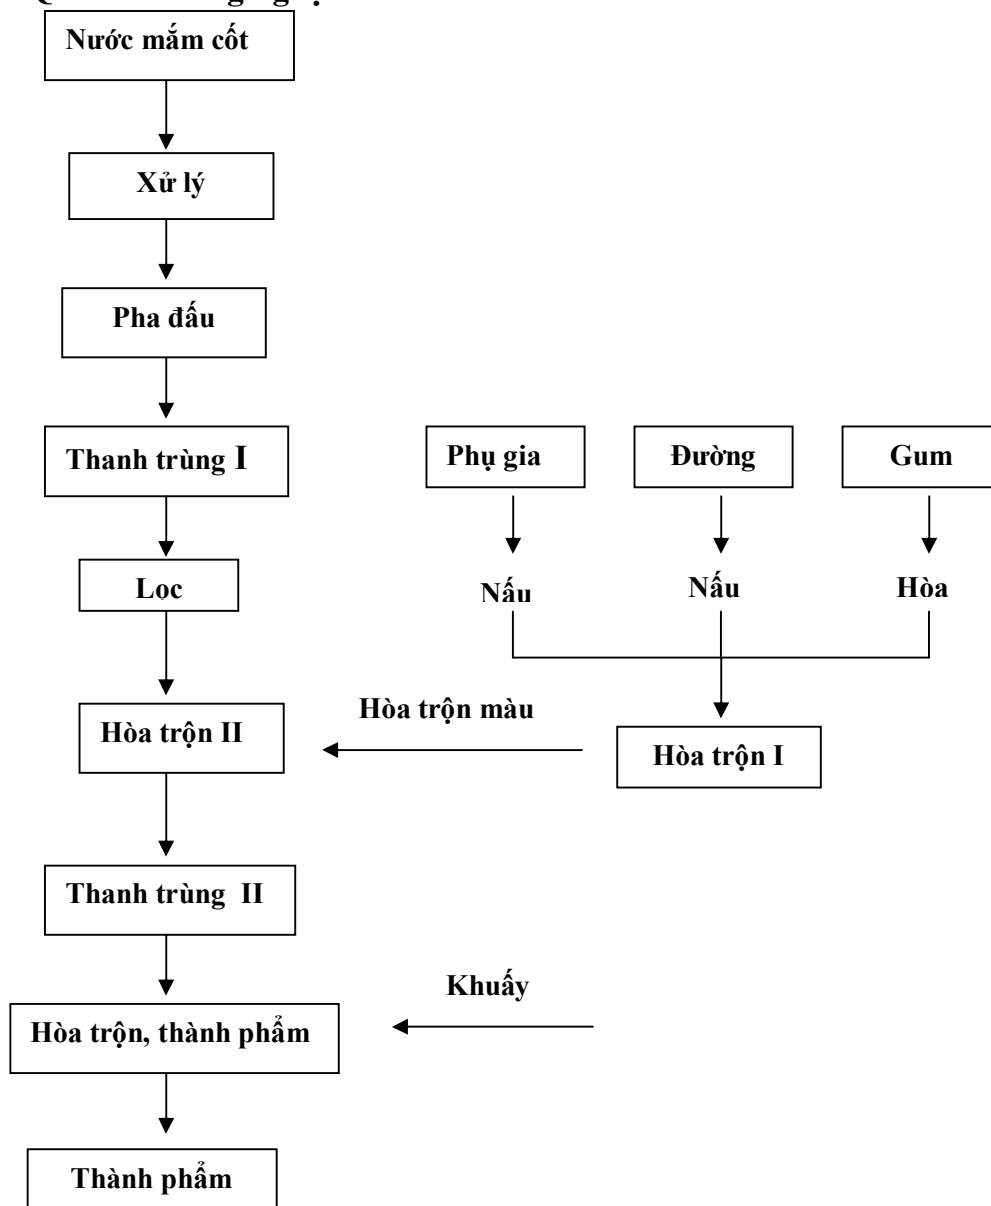 Nước mắm cốt
Xử lý
Pha đấu
Thanh trùng I
Phụ gia
Đường
Gum
Lọc
Nấu
Nấu
Hòa
Hòa trộn màu
Hòa trộn II
Hòa trộn I
Thanh trùng II
Khuấy
Hòa trộn, thành phẩm
Thành phẩm